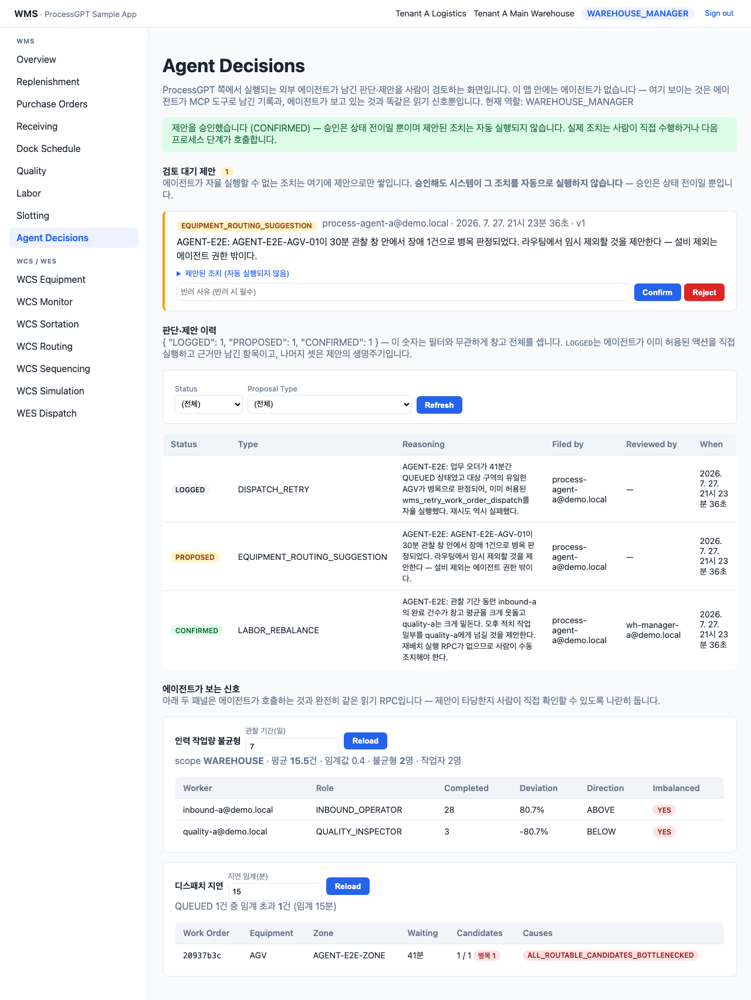 WMS · ProcessGPT Sample App
Tenant A Logistics Tenant A Main Warehouse WAREHOUSE_MANAGER Sign out
WMS
Overview
Replenishment
Purchase Orders
Receiving
Dock Schedule
Quality
Labor
Slotting
Agent Decisions
WCS / WES
WCS Equipment
WCS Monitor
WCS Sortation
WCS Routing
WCS Sequencing
WCS Simulation
WES Dispatch
Agent Decisions
ProcessGPT 쪽에서 실행되는 외부 에이전트가 남긴 판단·제안을 사람이 검토하는 화면입니다. 이 앱 안에는 에이전트가 없습니다 — 여기 보이는 것은 에이
전트가 MCP 도구로 남긴 기록과, 에이전트가 보고 있는 것과 똑같은 읽기 신호뿐입니다. 현재 역할: WAREHOUSE_MANAGER
제안을 승인했습니다 (CONFIRMED) — 승인은 상태 전이일 뿐이며 제안된 조치는 자동 실행되지 않습니다. 실제 조치는 사람이 직접 수행하거나 다음
프로세스 단계가 호출합니다.
검토 대기 제안 1
에이전트가 자율 실행할 수 없는 조치는 여기에 제안으로만 쌓입니다. 승인해도 시스템이 그 조치를 자동으로 실행하지 않습니다 — 승인은 상태 전이일 뿐입니
다.
EQUIPMENT_ROUTING_SUGGESTION process-agent-a@demo.local · 2026. 7. 27. 21시 23분 36초 · v1
AGENT-E2E: AGENT-E2E-AGV-01이 30분 관찰 창 안에서 장애 1건으로 병목 판정되었다. 라우팅에서 임시 제외할 것을 제안한다 — 설비 제외는
에이전트 권한 밖이다.
▶ 제안된 조치 (자동 실행되지 않음)
반려 사유 (반려 시 필수) Confirm Reject
판단·제안 이력
{ "LOGGED": 1, "PROPOSED": 1, "CONFIRMED": 1 } — 이 숫자는 필터와 무관하게 창고 전체를 셉니다. LOGGED는 에이전트가 이미 허용된 액션을 직접
실행하고 근거만 남긴 항목이고, 나머지 셋은 제안의 생명주기입니다.
Status Proposal Type
(전체) (전체) Refresh
Status Type Reasoning Filed by Reviewed by When
LOGGED
DISPATCH_RETRY
AGENT-E2E: 업무 오더가 41분간
QUEUED 상태였고 대상 구역의 유일한
AGV가 병목으로 판정되어, 이미 허용된
wms_retry_work_order_dispatch를
자율 실행했다. 재시도 역시 실패했다.
process-
agent-
a@demo.local
—
2026.
7. 27.
21시 23
분 36초
PROPOSED
EQUIPMENT_ROUTING_SUGGESTION
AGENT-E2E: AGENT-E2E-AGV-01이
30분 관찰 창 안에서 장애 1건으로 병목 판
정되었다. 라우팅에서 임시 제외할 것을 제
안한다 — 설비 제외는 에이전트 권한 밖이
다.
process-
agent-
a@demo.local
—
2026.
7. 27.
21시 23
분 36초
CONFIRMED
LABOR_REBALANCE
AGENT-E2E: 관찰 기간 동안 inbound-a
의 완료 건수가 창고 평균을 크게 웃돌고
quality-a는 크게 밑돈다. 오후 적치 작업
일부를 quality-a에게 넘길 것을 제안한다.
재배치 실행 RPC가 없으므로 사람이 수동
조치해야 한다.
process-
agent-
a@demo.local
wh-manager-
a@demo.local
2026.
7. 27.
21시 23
분 36초
에이전트가 보는 신호
아래 두 패널은 에이전트가 호출하는 것과 완전히 같은 읽기 RPC입니다 — 제안이 타당한지 사람이 직접 확인할 수 있도록 나란히 둡니다.
관찰 기간(일)
인력 작업량 불균형 7 Reload
scope WAREHOUSE · 평균 15.5건 · 임계값 0.4 · 불균형 2명 · 작업자 2명
Worker Role Completed Deviation Direction Imbalanced
inbound-a@demo.local INBOUND_OPERATOR 28 80.7% ABOVE YES
quality-a@demo.local QUALITY_INSPECTOR 3 -80.7% BELOW YES
지연 임계(분)
디스패치 지연 15 Reload
QUEUED 1건 중 임계 초과 1건 (임계 15분)
Work Order Equipment Zone Waiting Candidates Causes
20937b3c AGV AGENT-E2E-ZONE 41분 1 / 1 병목 1 ALL_ROUTABLE_CANDIDATES_BOTTLENECKED